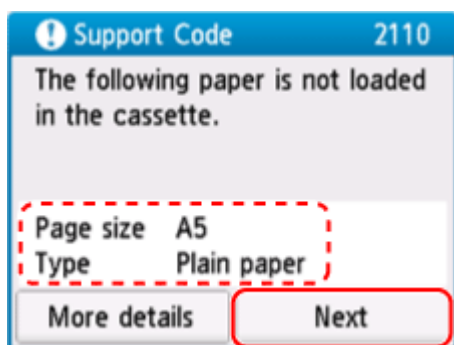 Support Code 2110
The following paper is not loaded
in the cassette.
Page size A5
Type Plain paper
More details Next